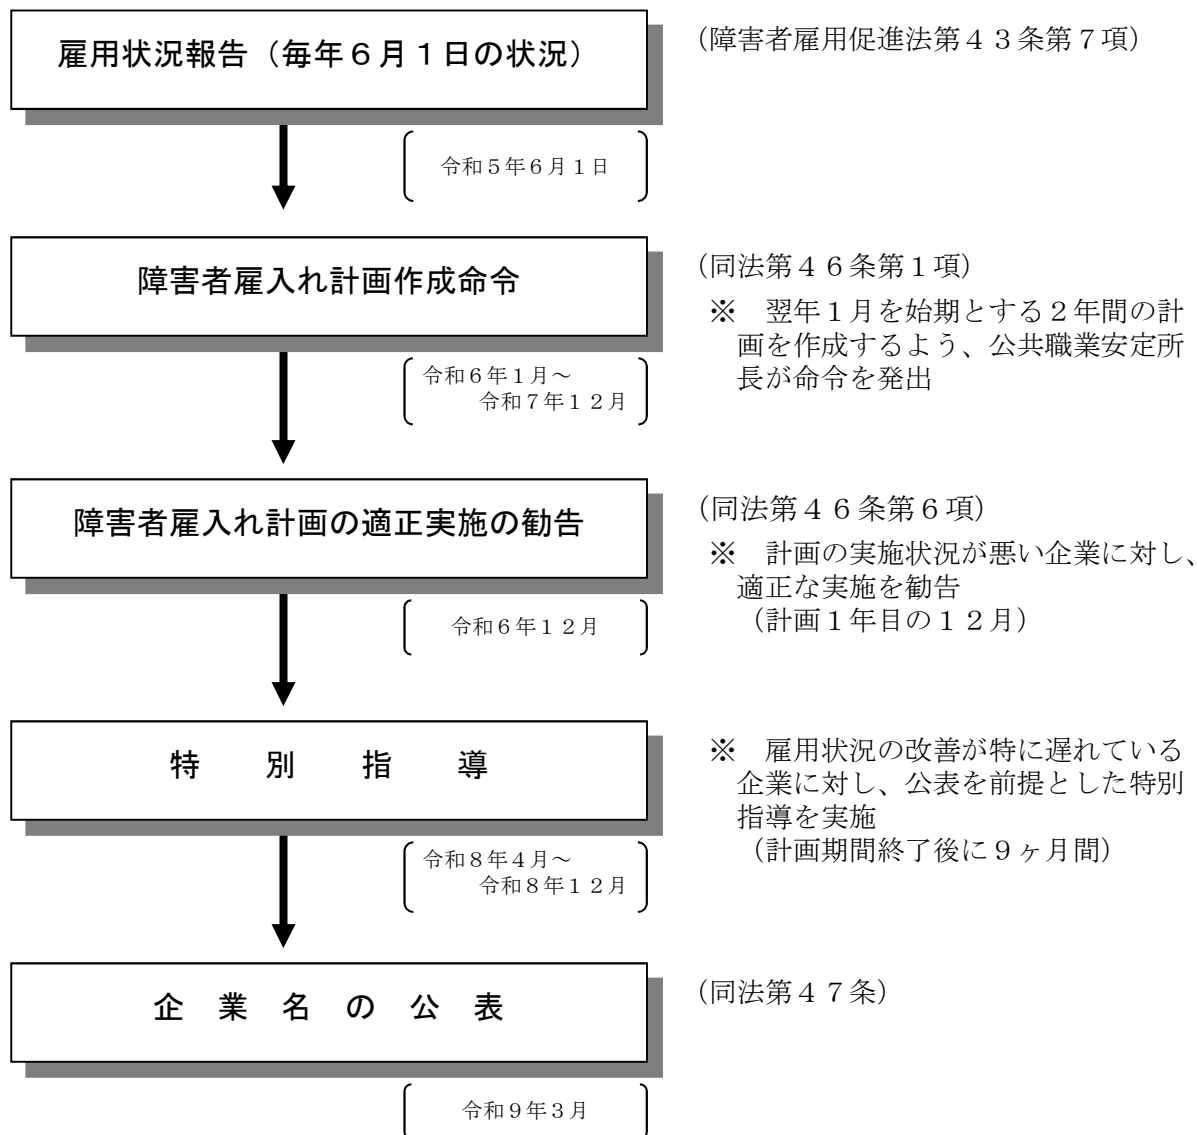 雇用状況報告（毎年６月１日の状況）
（障害者雇用促進法第４３条第７項）
令和５年６月１日
障害者雇入れ計画作成命令
（同法第４６条第１項）
※　翌年１月を始期とする２年間の計
画を作成するよう、公共職業安定所
長が命令を発出
令和６年１月～
令和７年１２月
障害者雇入れ計画の適正実施の勧告
（同法第４６条第６項）
※　計画の実施状況が悪い企業に対し、
適正な実施を勧告
（計画１年目の１２月）
令和６年１２月
特　別　指　導
※　雇用状況の改善が特に遅れている
企業に対し、公表を前提とした特別
指導を実施
（計画期間終了後に９ヶ月間）
令和８年４月～
令和８年１２月
企　業　名　の　公　表
（同法第４７条）
令和９年３月